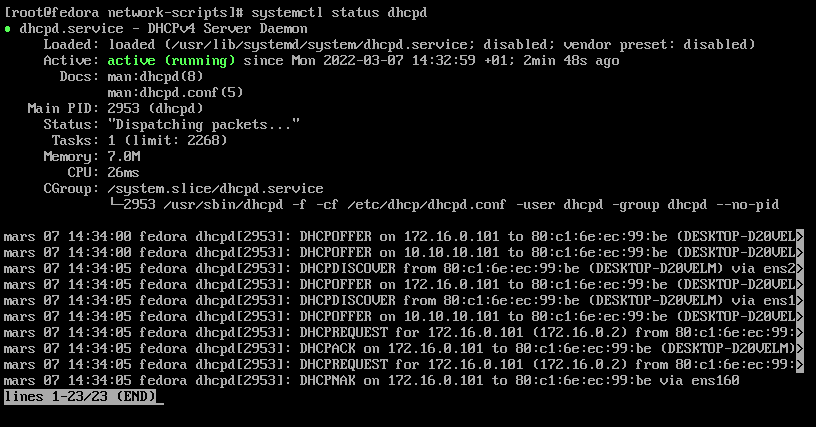 [root@fedora network-scripts]# systemctl status dhcpd
● dhcpd.service - DHCPv4 Server Daemon
     Loaded: loaded (/usr/lib/systemd/system/dhcpd.service; disabled; vendor preset: disabled)
     Active: active (running) since Mon 2022-03-07 14:32:59 +01; 2min 48s ago
       Docs: man:dhcpd(8)
             man:dhcpd.conf(5)
   Main PID: 2953 (dhcpd)
     Status: "Dispatching packets..."
      Tasks: 1 (limit: 2268)
     Memory: 7.0M
        CPU: 26ms
     CGroup: /system.slice/dhcpd.service
             └─2953 /usr/sbin/dhcpd -f -cf /etc/dhcp/dhcpd.conf -user dhcpd -group dhcpd --no-pid
mars 07 14:34:00 fedora dhcpd[2953]: DHCPOFFER on 172.16.0.101 to 80:c1:6e:ec:99:be (DESKTOP-D20VEL>
mars 07 14:34:00 fedora dhcpd[2953]: DHCPOFFER on 10.10.10.101 to 80:c1:6e:ec:99:be (DESKTOP-D20VEL>
mars 07 14:34:05 fedora dhcpd[2953]: DHCPDISCOVER from 80:c1:6e:ec:99:be (DESKTOP-D20VELM) via ens2>
mars 07 14:34:05 fedora dhcpd[2953]: DHCPOFFER on 172.16.0.101 to 80:c1:6e:ec:99:be (DESKTOP-D20VEL>
mars 07 14:34:05 fedora dhcpd[2953]: DHCPDISCOVER from 80:c1:6e:ec:99:be (DESKTOP-D20VELM) via ens1>
mars 07 14:34:05 fedora dhcpd[2953]: DHCPOFFER on 10.10.10.101 to 80:c1:6e:ec:99:be (DESKTOP-D20VEL>
mars 07 14:34:05 fedora dhcpd[2953]: DHCPREQUEST for 172.16.0.101 (172.16.0.2) from 80:c1:6e:ec:99:>
mars 07 14:34:05 fedora dhcpd[2953]: DHCPACK on 172.16.0.101 to 80:c1:6e:ec:99:be (DESKTOP-D20VELM)>
mars 07 14:34:05 fedora dhcpd[2953]: DHCPREQUEST for 172.16.0.101 (172.16.0.2) from 80:c1:6e:ec:99:>
mars 07 14:34:05 fedora dhcpd[2953]: DHCPNAK on 172.16.0.101 to 80:c1:6e:ec:99:be via ens160
lines 1-23/23 (END)